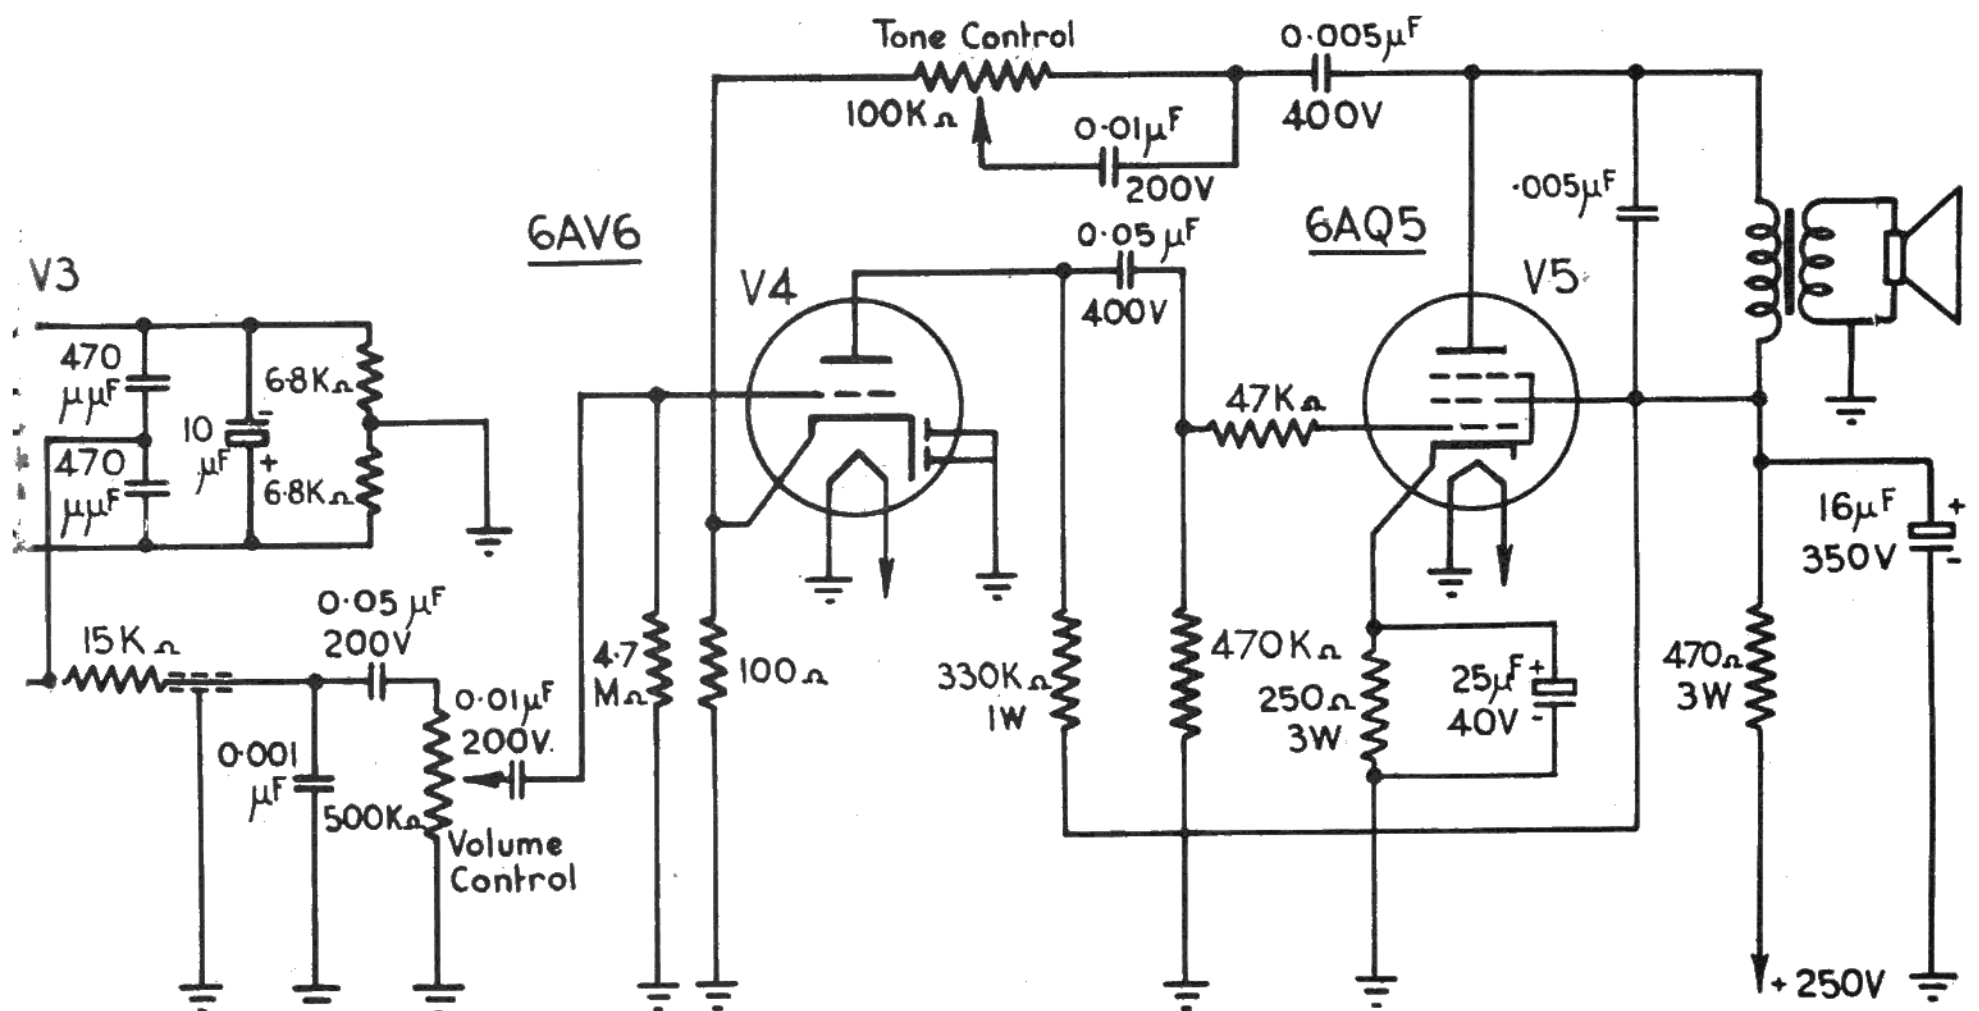 Tone Control
0.005µF
100KΩ
400V
0.01µF
200V
.005µF
6AV6
0.05µF
6AQ5
V3
V4
400V
V5
470
µµF
6.8KΩ
10
µF
-
+
47KΩ
470
µµF
6.8KΩ
16µF
350V
+
-
0.05µF
200V
15KΩ
4.7
MΩ
100Ω
330KΩ
1W
470KΩ
250Ω
3W
25µF
40V
+
-
470Ω
3W
0.01µF
200V.
0.001
µF
500KΩ
Volume
Control
+250V